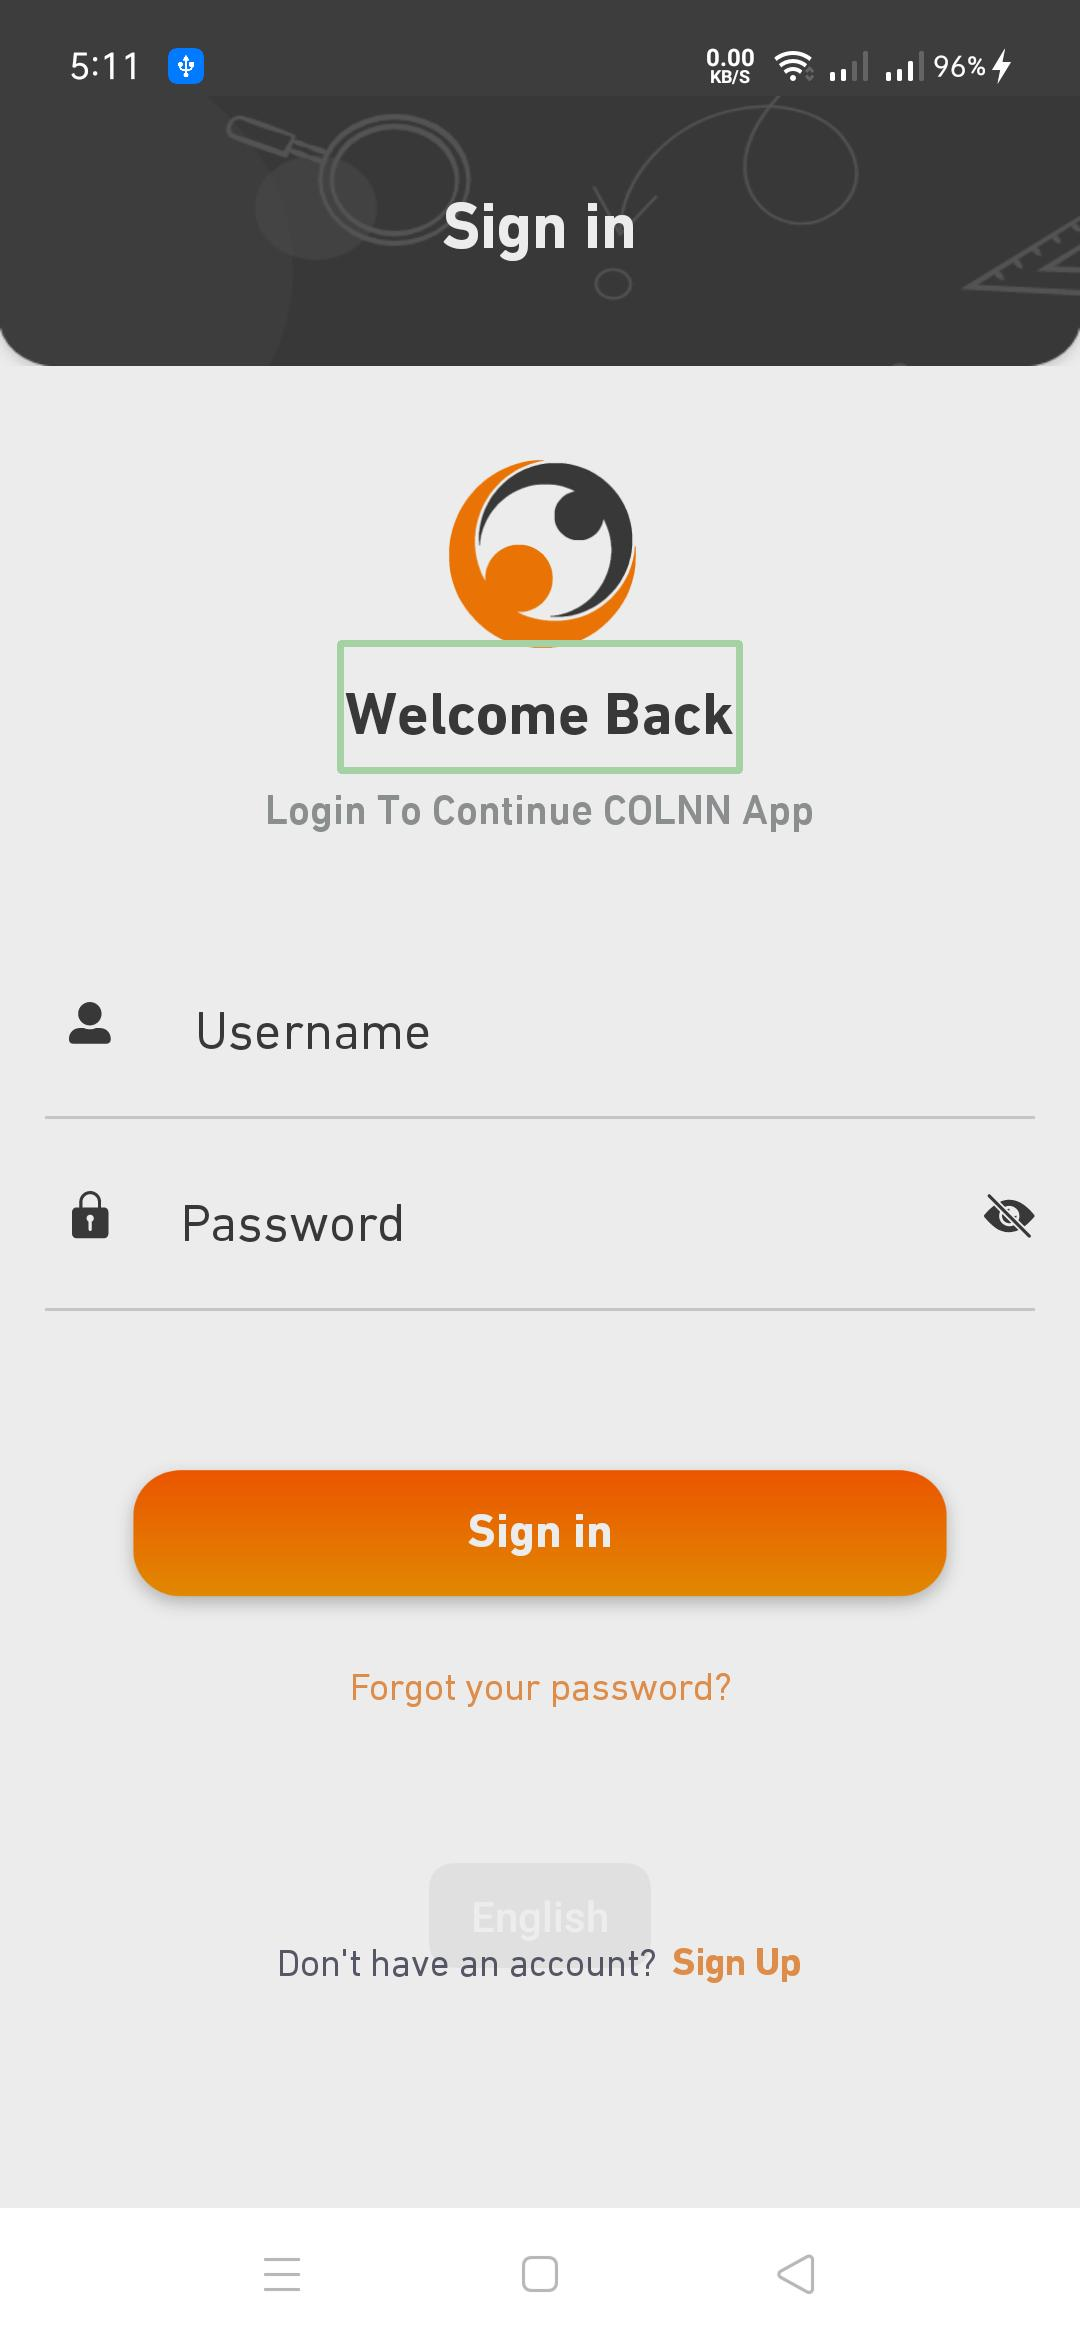 5:11
0.00 KB/S
96%
Sign in
Welcome Back
Login To Continue COLNN App
Username
Password
Sign in
Forgot your password?
English
Don't have an account? Sign Up